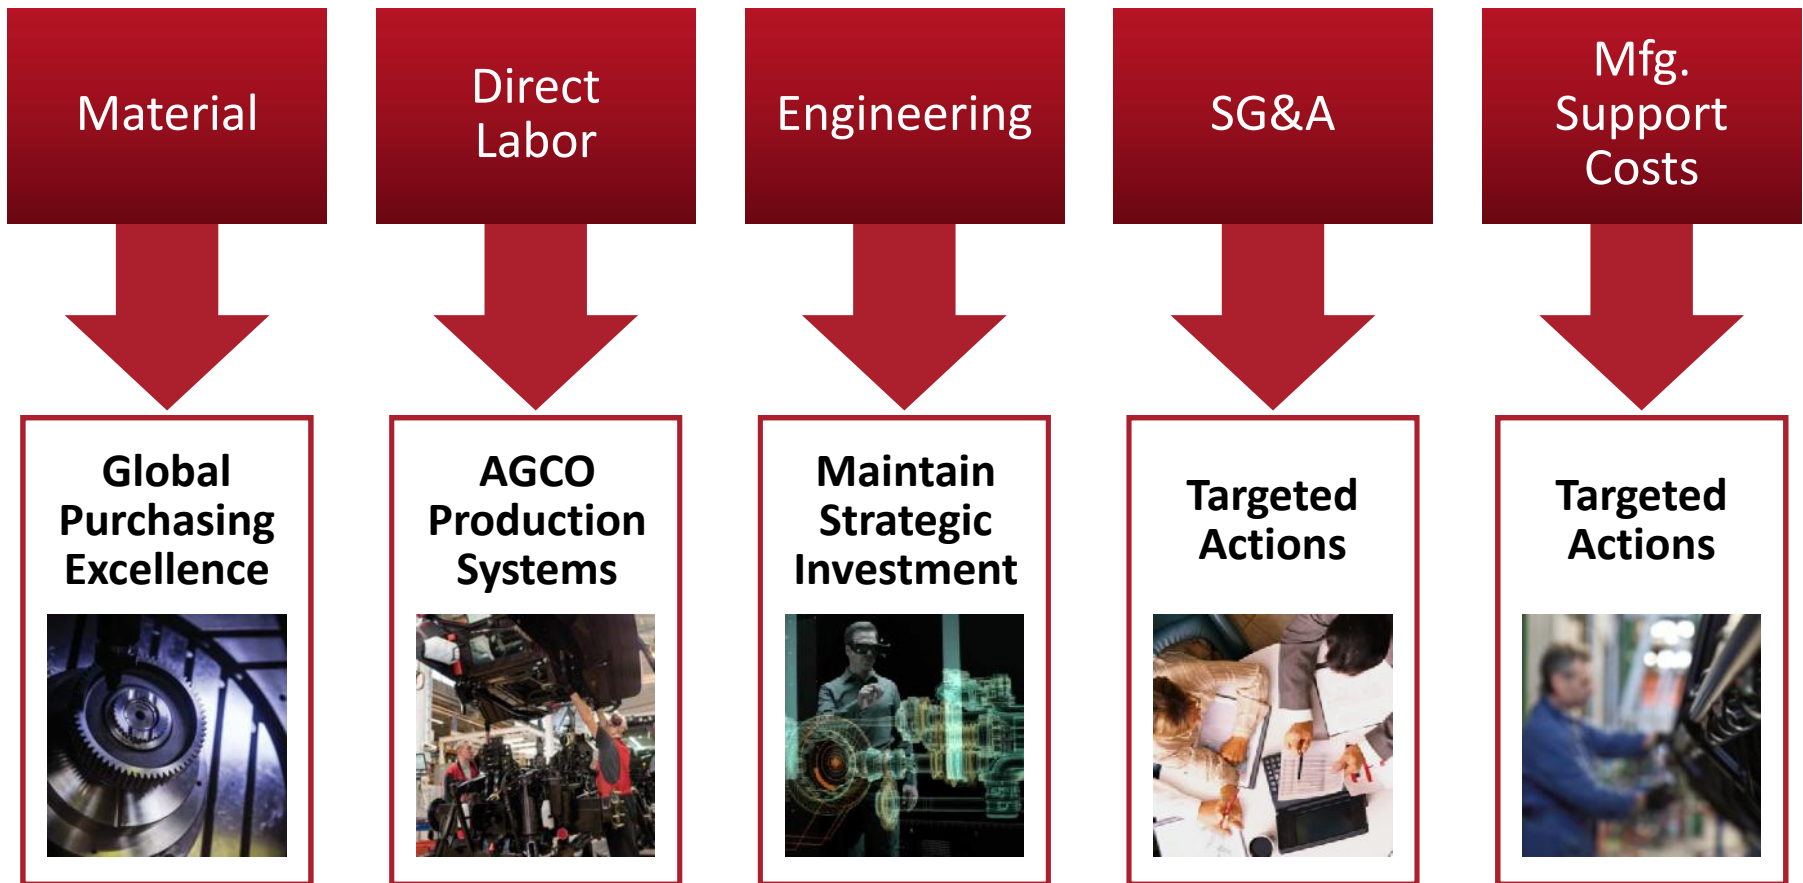 Material
Direct
Labor
Engineering
SG&A
Mfg.
Support
Costs
Global
Purchasing
Excellence
AGCO
Production
Systems
Maintain
Strategic
Investment
Targeted
Actions
Targeted
Actions